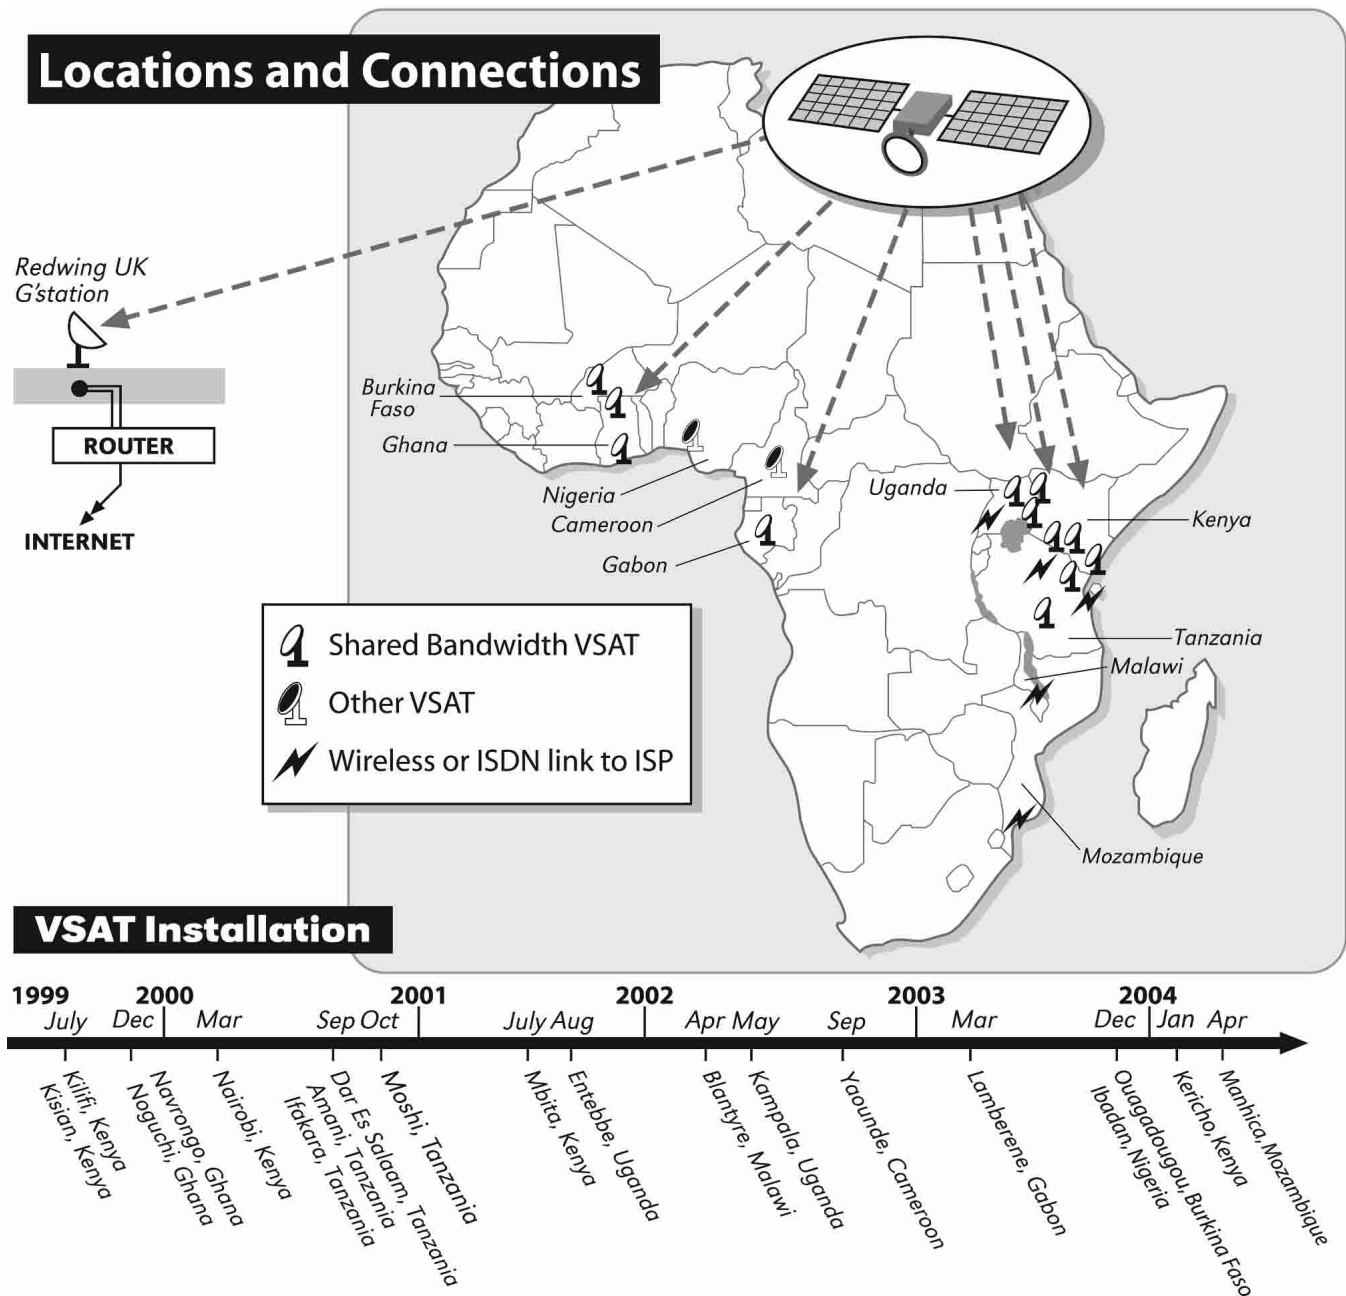 Locations and Connections
Redwing UK
G'station
ROUTER
INTERNET
Burkina
Faso
Ghana
Nigeria
Cameroon
Gabon
Uganda
Kenya
Tanzania
Malawi
Mozambique
Shared Bandwidth VSAT
Other VSAT
Wireless or ISDN link to ISP
VSAT Installation
1999 2000 2001 2002 2003 2004
July Dec Mar Sep Oct July Aug Apr May Sep Mar Dec Jan Apr
Kilifi, Kenya
Kisian, Kenya
Navrongo, Ghana
Noguchi, Ghana
Nairobi, Kenya
Dar Es Salaam, Tanzania
Amani, Tanzania
Ifakara, Tanzania
Moshi, Tanzania
Mbita, Kenya
Entebbe, Uganda
Blantyre, Malawi
Kampala, Uganda
Yaounde, Cameroon
Lamberene, Gabon
Ouagadougou, Burkina Faso
Ibadan, Nigeria
Kericho, Kenya
Manhica, Mozambique